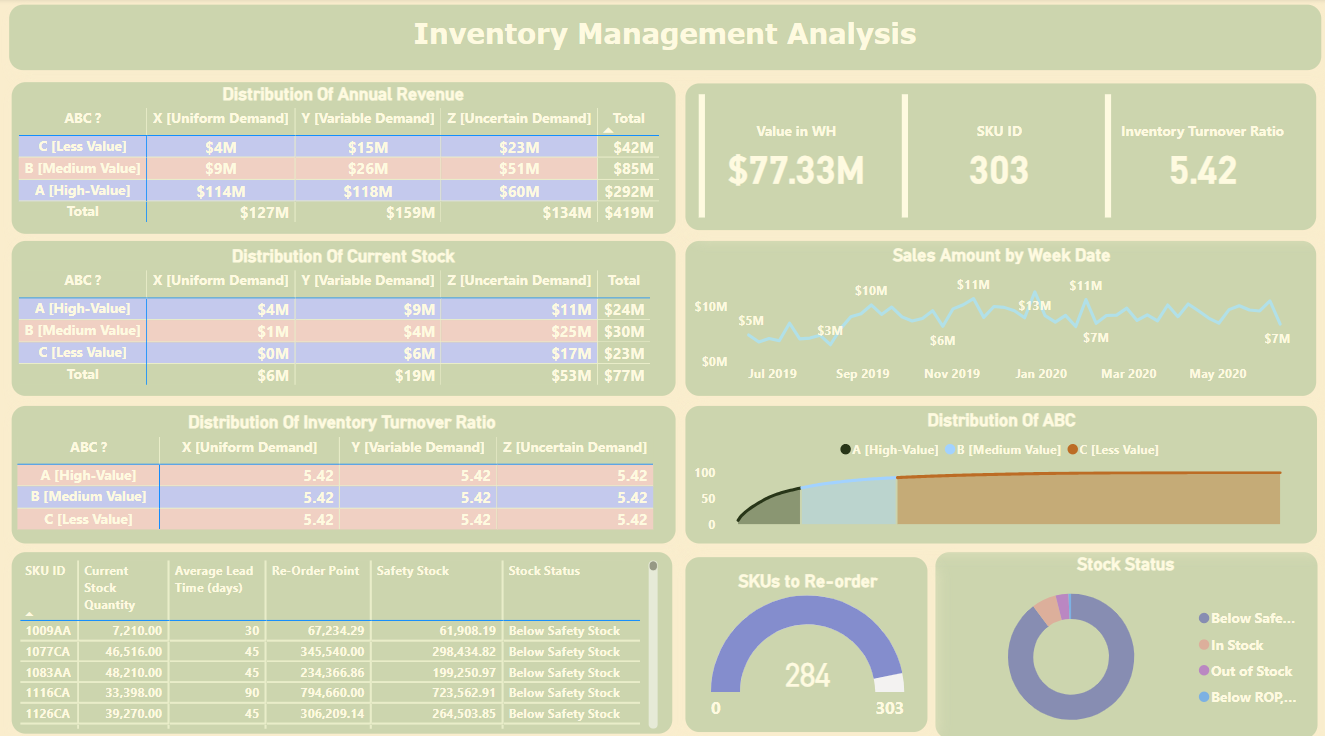 Inventory Management Analysis
Distribution Of Annual Revenue
ABC ? X [Uniform Demand] Y [Variable Demand] Z [Uncertain Demand] Total
C [Less Value] $4M $15M $23M $42M
B [Medium Value] $9M $26M $51M $85M
A [High-Value] $114M $118M $60M $292M
Total $127M $159M $134M $419M
Value in WH
$77.33M
SKU ID
303
Inventory Turnover Ratio
5.42
Distribution Of Current Stock
ABC ? X [Uniform Demand] Y [Variable Demand] Z [Uncertain Demand] Total
A [High-Value] $4M $9M $11M $24M
B [Medium Value] $1M $4M $25M $30M
C [Less Value] $0M $6M $17M $23M
Total $6M $19M $53M $77M
Sales Amount by Week Date
$10M $11M $11M
$10M $13M
$5M $3M $6M $7M $7M
$0M
Jul 2019 Sep 2019 Nov 2019 Jan 2020 Mar 2020 May 2020
Distribution Of Inventory Turnover Ratio
ABC ? X [Uniform Demand] Y [Variable Demand] Z [Uncertain Demand]
A [High-Value] 5.42 5.42 5.42
B [Medium Value] 5.42 5.42 5.42
C [Less Value] 5.42 5.42 5.42
Distribution Of ABC
A [High-Value] B [Medium Value] C [Less Value]
100
50
0
SKU ID Current Average Lead Re-Order Point Safety Stock Stock Status
Stock Time (days)
Quantity
1009AA 7,210.00 30 67,234.29 61,908.19 Below Safety Stock
1077CA 46,516.00 45 345,540.00 298,434.82 Below Safety Stock
1083AA 48,210.00 45 234,366.86 199,250.97 Below Safety Stock
1116CA 33,398.00 90 794,660.00 723,562.91 Below Safety Stock
1126CA 39,270.00 45 306,209.14 264,503.85 Below Safety Stock
SKUs to Re-order
284
0 303
Stock Status
Below Safe...
In Stock
Out of Stock
Below ROP,...